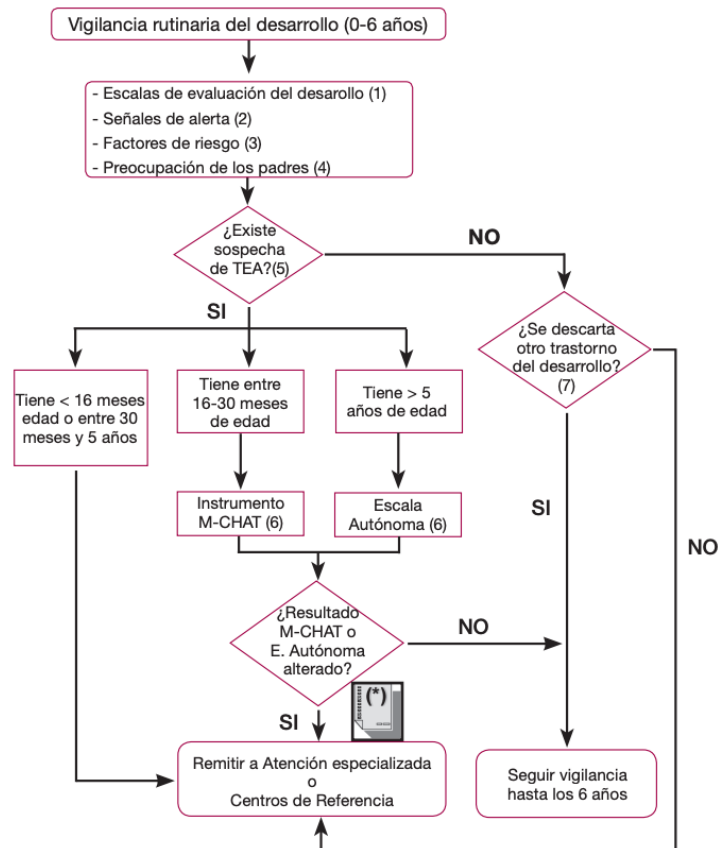 Vigilancia rutinaria del desarrollo (0-6 años)
- Escalas de evaluación del desarollo (1)
- Señales de alerta (2)
- Factores de riesgo (3)
- Preocupación de los padres (4)
¿Existe
sospecha
de TEA?(5)
NO
SI
¿Se descarta
otro trastorno
del desarrollo?
(7)
Tiene < 16 meses
edad o entre 30
meses y 5 años
Tiene entre
16-30 meses
de edad
Tiene > 5
años de edad
Instrumento
M-CHAT (6)
Escala
Autónoma (6)
SI
NO
¿Resultado
M-CHAT o
E. Autónoma
alterado?
NO
(*)
SI
Remitir a Atención especializada
o
Centros de Referencia
Seguir vigilancia
hasta los 6 años